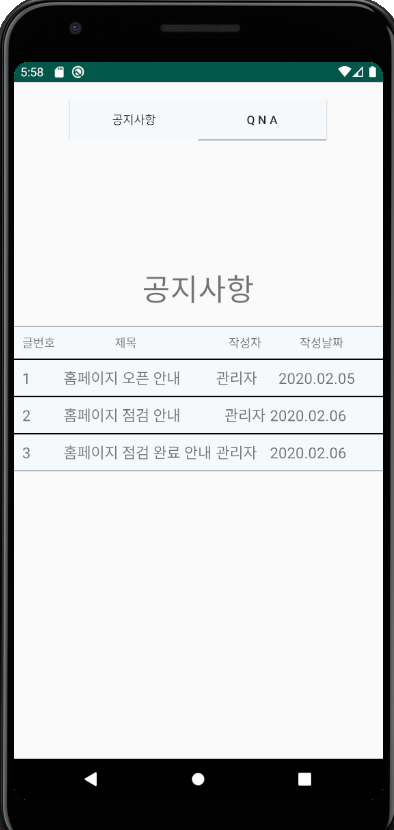 5:58
공지사항 Q N A
공지사항
글번호 제목 작성자 작성날짜
1 홈페이지 오픈 안내 관리자 2020.02.05
2 홈페이지 점검 안내 관리자 2020.02.06
3 홈페이지 점검 완료 안내 관리자 2020.02.06